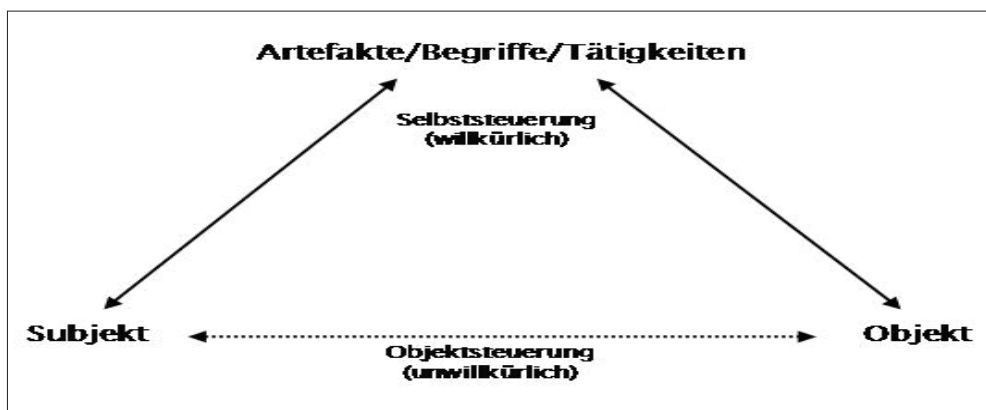 Artefakte/Begriffe/Tätigkeiten
Selbststeuerung
(willkürlich)
Subjekt
Objekt
Objektsteuerung
(unwillkürlich)